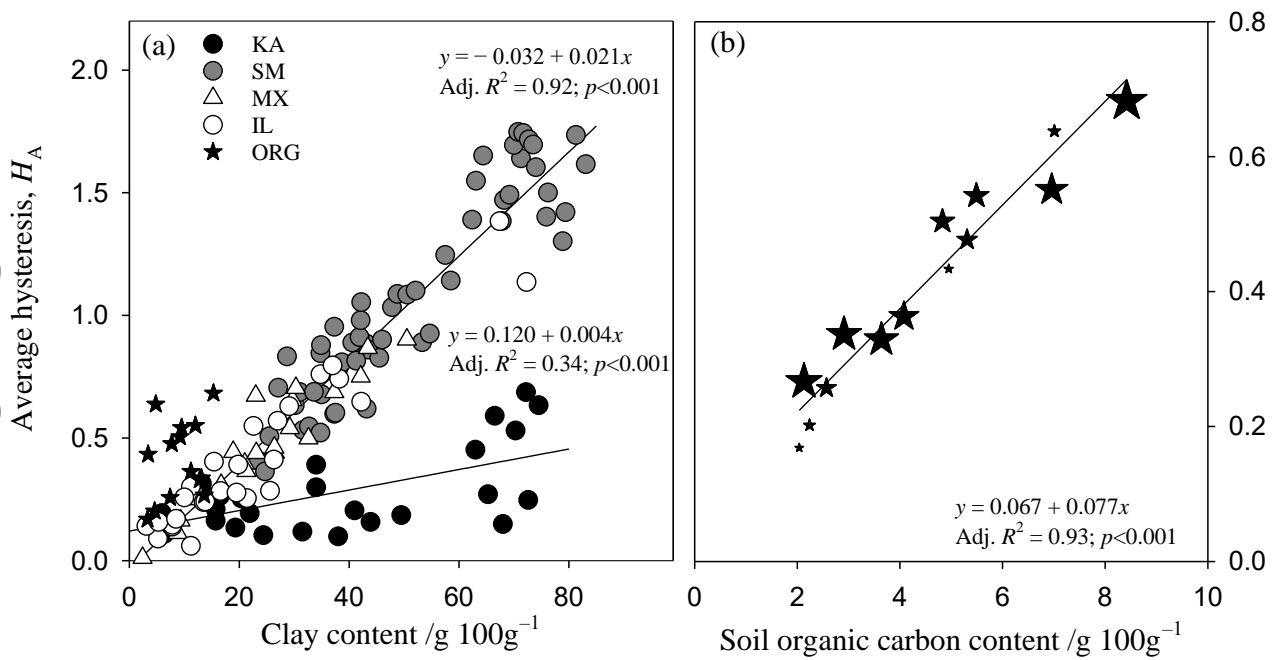 (a)
KA
SM
MX
IL
ORG
y = − 0.032 + 0.021x
Adj. R² = 0.92; p<0.001
y = 0.120 + 0.004x
Adj. R² = 0.34; p<0.001
2.0
1.5
1.0
0.5
0.0
Average hysteresis, H_A
0 20 40 60 80
Clay content /g 100g⁻¹
(b)
y = 0.067 + 0.077x
Adj. R² = 0.93; p<0.001
0.8
0.6
0.4
0.2
0.0
0 2 4 6 8 10
Soil organic carbon content /g 100g⁻¹